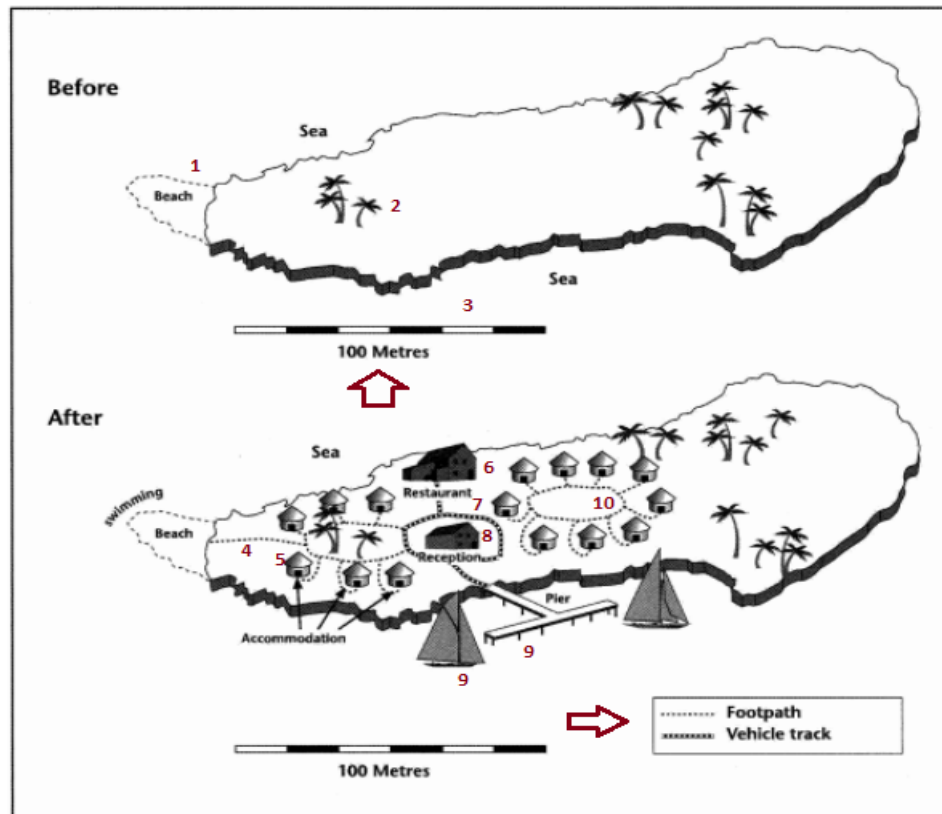 Before
Sea
1
Beach
2
Sea
3
100 Metres
After
Sea
6
Restaurant
swimming
7
10
Beach
4
8
5
Reception
Pier
Accommodation
9
9
Footpath
Vehicle track
100 Metres